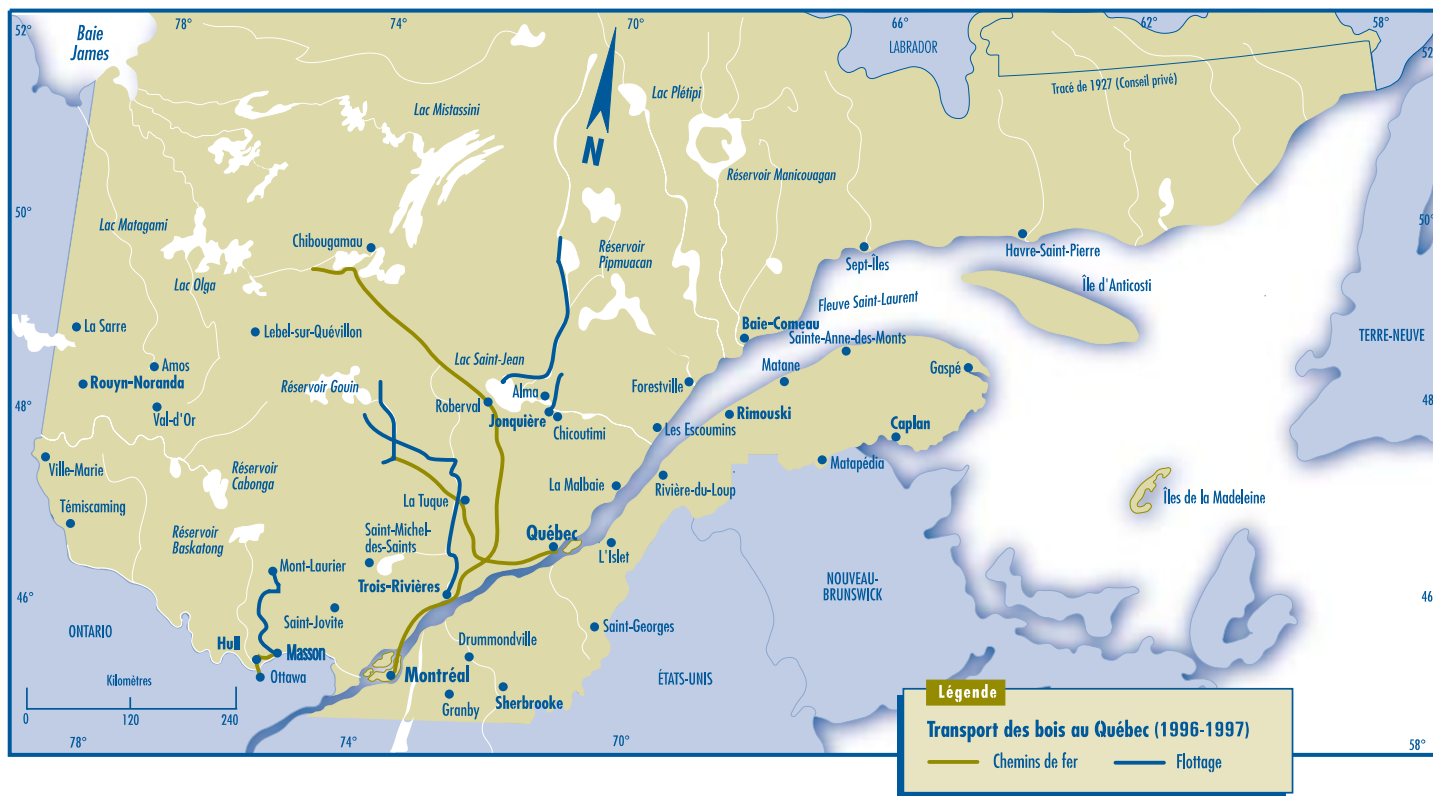 78°
74°
70°
66°
62°
58°
52°
52
Baie
James
LABRADOR
Tracé de 1927 (Conseil privé)
Lac Mistassini
Lac Plétipi
N
Réservoir Manicouagan
50°
50°
Lac Matagami
Chibougamau
Réservoir
Pipmuacan
Sept-Îles
Havre-Saint-Pierre
Lac Olga
Île d'Anticosti
Fleuve Saint-Laurent
La Sarre
Lebel-sur-Quévillon
Baie-Comeau
Sainte-Anne-des-Monts
TERRE-NEUVE
Amos
Lac Saint-Jean
Matane
Gaspé
Rouyn-Noranda
Réservoir Gouin
Alma
Forestville
48°
48
Val-d'Or
Roberval
Jonquière
Chicoutimi
Rimouski
Les Escoumins
Caplan
Ville-Marie
Réservoir
Cabonga
Matapédia
La Malbaie
Rivière-du-Loup
Témiscaming
La Tuque
Îles de la Madeleine
Réservoir
Baskatong
Saint-Michel-
des-Saints
Québec
L'Islet
Mont-Laurier
Trois-Rivières
NOUVEAU-
BRUNSWICK
46°
46
Saint-Jovite
ONTARIO
Saint-Georges
Hull
Masson
Drummondville
Ottawa
Montréal
ÉTATS-UNIS
Kilomètres
Granby
Sherbrooke
0
120
240
78°
74°
70°
58°
Légende
Transport des bois au Québec (1996-1997)
Chemins de fer
Flottage